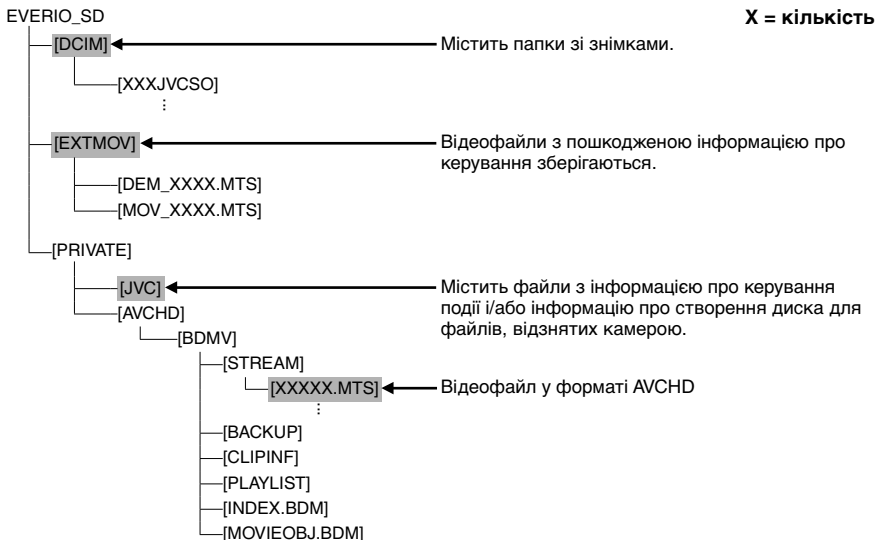 EVERIO_SD
X = кількість
[DCIM]
Містить папки зі знімками.
[XXXJVCSO]
[EXTMOV]
Відеофайли з пошкодженою інформацією про
керування зберігаються.
[DEM_XXXX.MTS]
[MOV_XXXX.MTS]
[PRIVATE]
[JVC]
Містить файли з інформацією про керування
події і/або інформацію про створення диска для
файлів, відзнятих камерою.
[AVCHD]
[BDMV]
[STREAM]
[XXXXX.MTS]
Відеофайл у форматі AVCHD
[BACKUP]
[CLIPINF]
[PLAYLIST]
[INDEX.BDM]
[MOVIEOBJ.BDM]